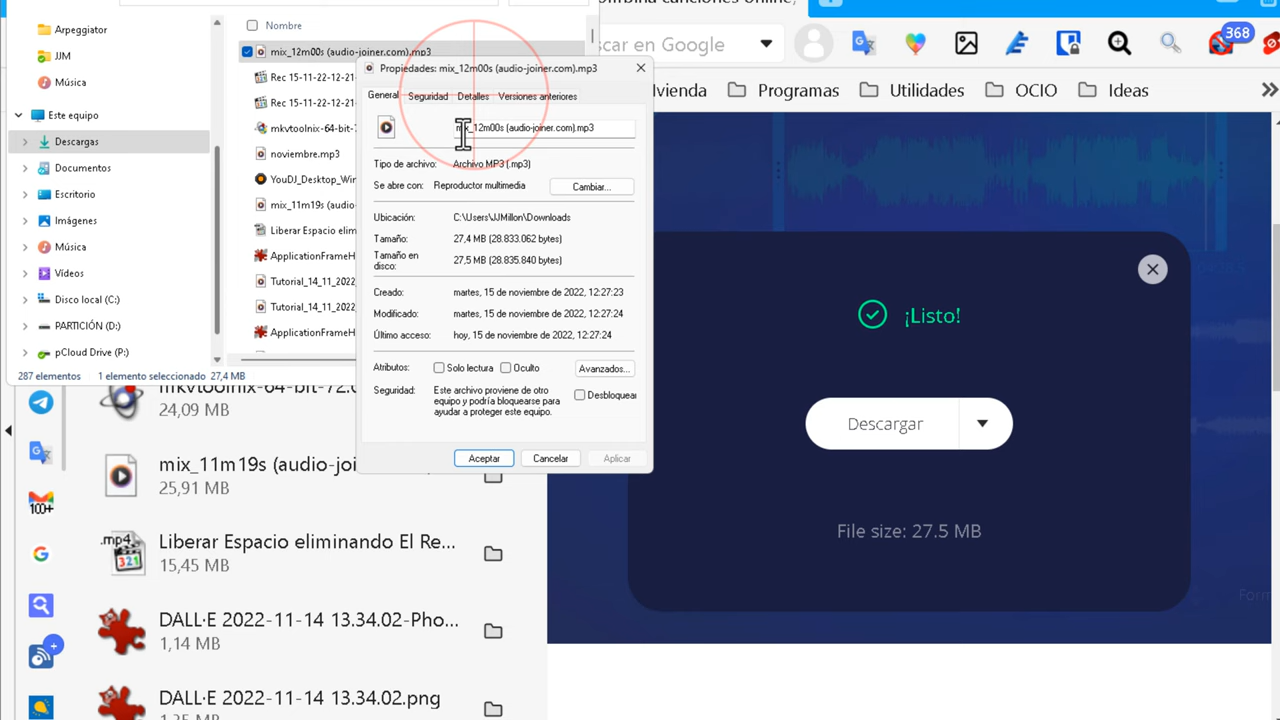 Arpeggiator
JJM
Música
Este equipo
Descargas
Documentos
Escritorio
Imágenes
Música
Vídeos
Disco local (C:)
PARTICIÓN (D:)
pCloud Drive (P:)
287 elementos
1 elemento seleccionado 27,4 MB
Nombre
mix_12m00s (audio-joiner.com).mp3
Rec 15-11-22-12-21-
Rec 15-11-22-12-21-
mkvtoolnix-64-bit-7
noviembre.mp3
YouDJ_Desktop_Win
mix_11m19s (audio-
Liberar Espacio elimin
ApplicationFrameH
Tutorial_14_11_2022
Tutorial_14_11_2022
ApplicationFrameH
Propiedades: mix_12m00s (audio-joiner.com).mp3
General
Seguridad
Detalles
Versiones anteriores
mix_12m00s (audio-joiner.com).mp3
Tipo de archivo: Archivo MP3 (.mp3)
Se abre con: Reproductor multimedia
Cambiar...
Ubicación: C:\Users\JJMillon\Downloads
Tamaño: 27,4 MB (28.833.062 bytes)
Tamaño en disco: 27,5 MB (28.835.840 bytes)
Creado: martes, 15 de noviembre de 2022, 12:27:23
Modificado: martes, 15 de noviembre de 2022, 12:27:24
Último acceso: hoy, 15 de noviembre de 2022, 12:27:24
Atributos: Solo lectura Oculto Avanzados...
Seguridad: Este archivo proviene de otro
equipo y podría bloquearse para
ayudar a proteger este equipo.
Desbloquear
Aceptar
Cancelar
Aplicar
mkvtoolnix-64-bit-72.0
24,09 MB
mix_11m19s (audio-joi
25,91 MB
.mp4
321
Liberar Espacio eliminando El Re...
15,45 MB
DALL·E 2022-11-14 13.34.02-Pho...
1,14 MB
DALL·E 2022-11-14 13.34.02.png
100+
car en Google
368
ivienda
Programas
Utilidades
OCIO
Ideas
¡Listo!
Descargar
File size: 27.5 MB
Form